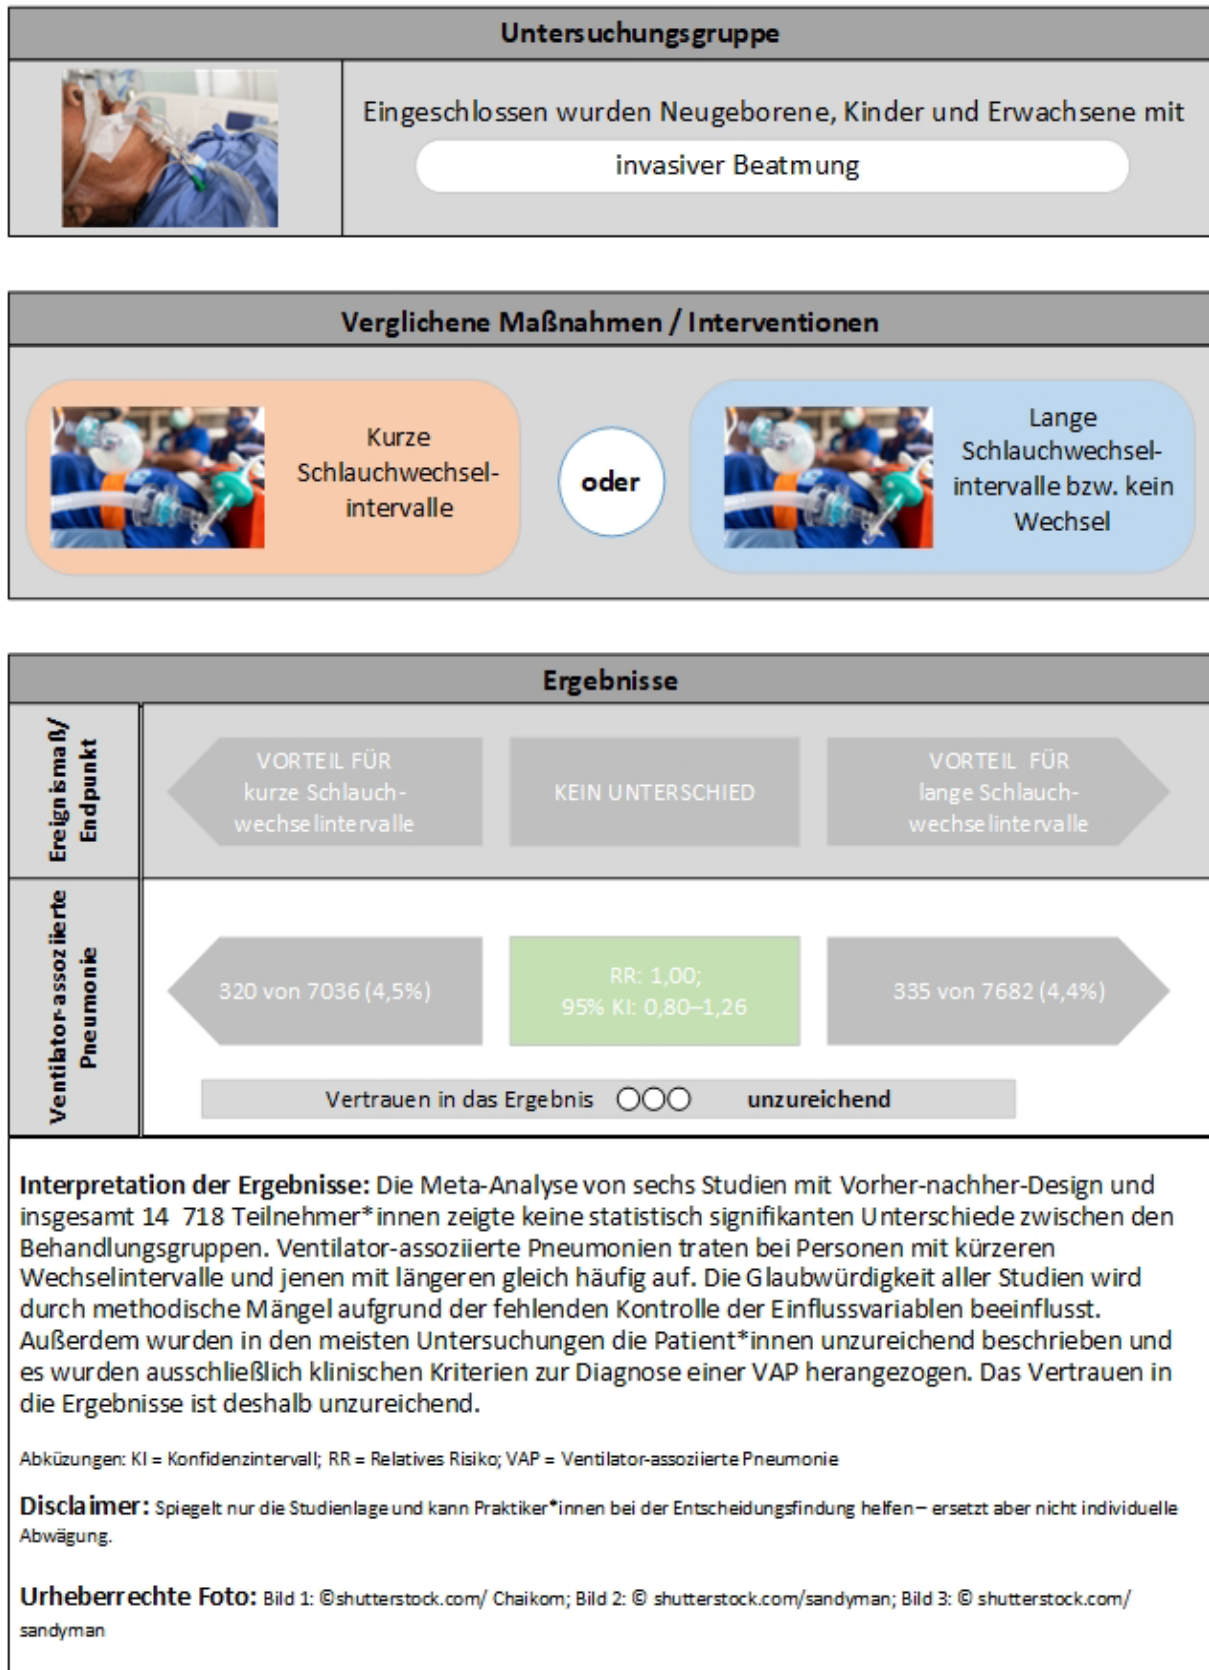 Untersuchungsgruppe
Eingeschlossen wurden Neugeborene, Kinder und Erwachsene mit
invasiver Beatmung
Verglichene Maßnahmen / Interventionen
Kurze
Schlauchwechsel-
intervalle
oder
Lange
Schlauchwechsel-
intervalle bzw. kein
Wechsel
Ergebnisse
Ereignismaß/
Endpunkt
VORTEIL FÜR
kurze Schlauch-
wechselintervalle
KEIN UNTERSCHIED
VORTEIL FÜR
lange Schlauch-
wechselintervalle
Ventilator-assoziierte
Pneumonie
320 von 7036 (4,5%)
RR: 1,00;
95% KI: 0,80–1,26
335 von 7682 (4,4%)
Vertrauen in das Ergebnis ○○○ unzureichend
Interpretation der Ergebnisse: Die Meta-Analyse von sechs Studien mit Vorher-nachher-Design und
insgesamt 14 718 Teilnehmer*innen zeigte keine statistisch signifikanten Unterschiede zwischen den
Behandlungsgruppen. Ventilator-assoziierte Pneumonien traten bei Personen mit kürzeren
Wechselintervalle und jenen mit längeren gleich häufig auf. Die Glaubwürdigkeit aller Studien wird
durch methodische Mängel aufgrund der fehlenden Kontrolle der Einflussvariablen beeinflusst.
Außerdem wurden in den meisten Untersuchungen die Patient*innen unzureichend beschrieben und
es wurden ausschließlich klinischen Kriterien zur Diagnose einer VAP herangezogen. Das Vertrauen in
die Ergebnisse ist deshalb unzureichend.
Abküzungen: KI = Konfidenzintervall; RR = Relatives Risiko; VAP = Ventilator-assoziierte Pneumonie
Disclaimer: Spiegelt nur die Studienlage und kann Praktiker*innen bei der Entscheidungsfindung helfen – ersetzt aber nicht individuelle
Abwägung.
Urheberrechte Foto: Bild 1: ©shutterstock.com/ Chaikom; Bild 2: © shutterstock.com/sandyman; Bild 3: © shutterstock.com/
sandyman